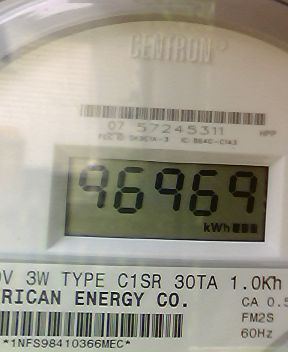 CENTRON®
07 57245311 HPP
96969
kWh
V 3W TYPE C1SR 30TA 1.0Kh
RICAN ENERGY CO.
CA 0.5
FM2S
60Hz
*1NFS98410366MEC*